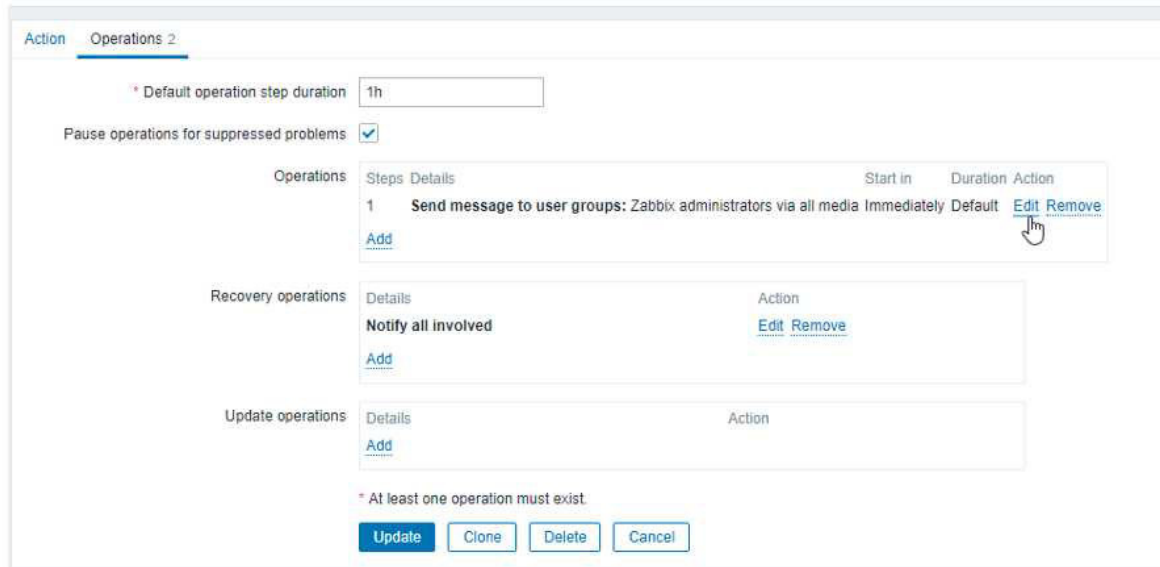 Action Operations 2
* Default operation step duration 1h
Pause operations for suppressed problems
Operations Steps Details Start in Duration Action
1 Send message to user groups: Zabbix administrators via all media Immediately Default Edit Remove
Add
Recovery operations Details Action
Notify all involved Edit Remove
Add
Update operations Details Action
Add
* At least one operation must exist.
Update Clone Delete Cancel